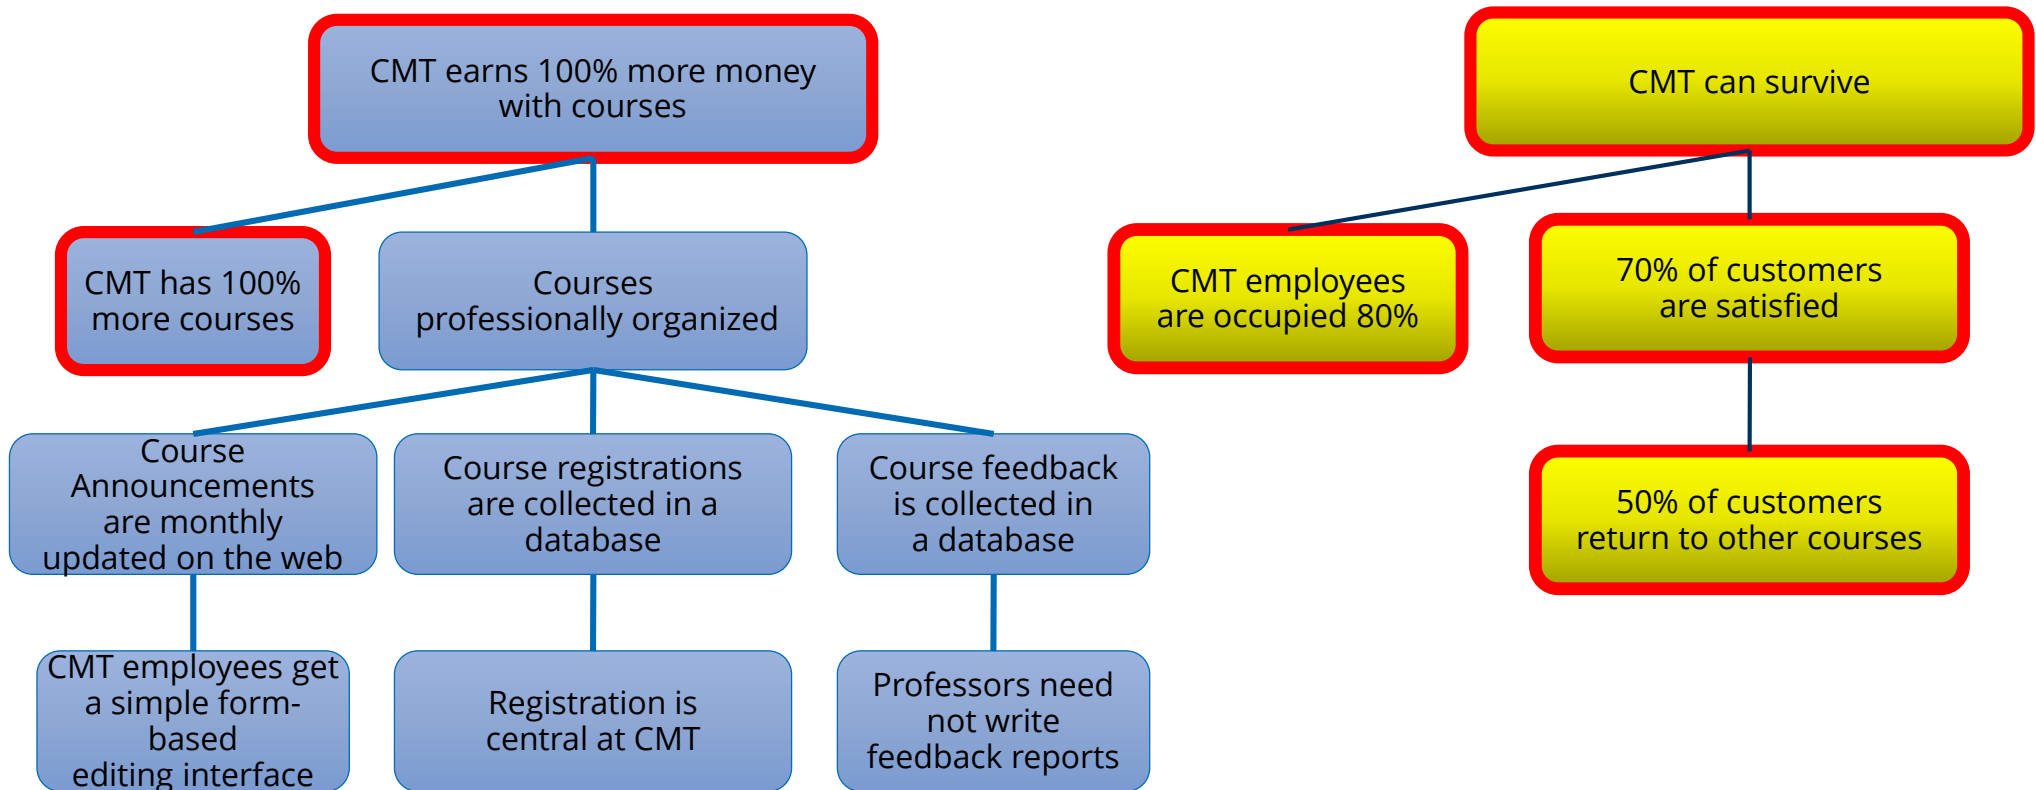 CMT earns 100% more money
with courses
CMT can survive
CMT has 100%
more courses
Courses
professionally organized
CMT employees
are occupied 80%
70% of customers
are satisfied
Course
Announcements
are monthly
updated on the web
Course registrations
are collected in a
database
Course feedback
is collected in
a database
50% of customers
return to other courses
CMT employees get
a simple form-
based
editing interface
Registration is
central at CMT
Professors need
not write
feedback reports